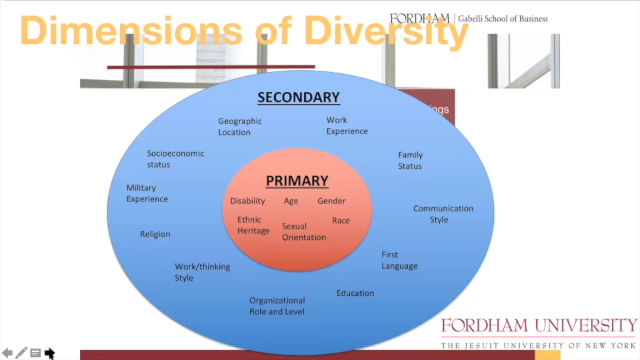 Dimensions of Diversity
FORDHAM | Gabelli School of Business
ngs
SECONDARY
Geographic
Location
Work
Experience
Socioeconomic
status
Family
Status
Military
Experience
Communication
Style
Religion
PRIMARY
Disability Age Gender
Ethnic
Heritage
Sexual
Orientation
Race
First
Language
Work/thinking
Style
Education
Organizational
Role and Level
FORDHAM UNIVERSITY
THE JESUIT UNIVERSITY OF NEW YORK